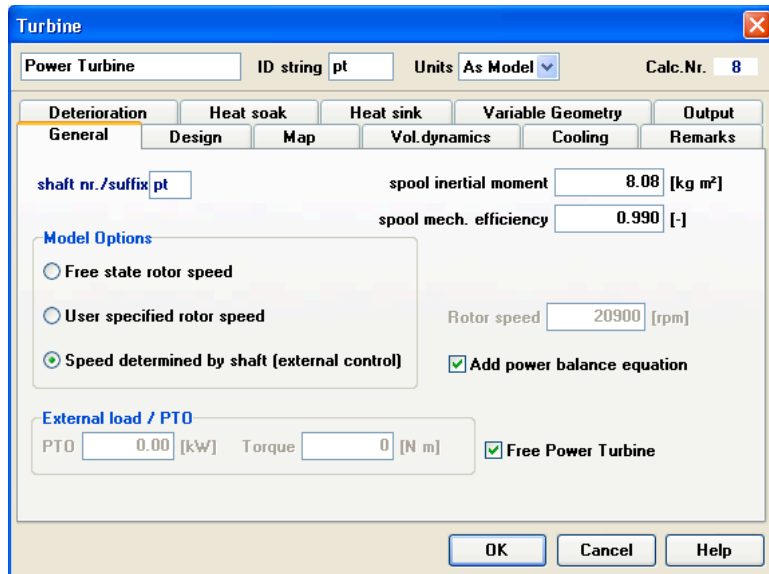 Turbine
Power Turbine ID string pt Units As Model Calc.Nr. 8
Deterioration Heat soak Heat sink Variable Geometry Output
General Design Map Vol.dynamics Cooling Remarks
shaft nr./suffix pt spool inertial moment 8.08 [kg m²]
spool mech. efficiency 0.990 [-]
Model Options
Free state rotor speed
User specified rotor speed Rotor speed 20900 [rpm]
Speed determined by shaft (external control) Add power balance equation
External load / PTO
PTO 0.00 [kW] Torque 0 [N m] Free Power Turbine
OK Cancel Help